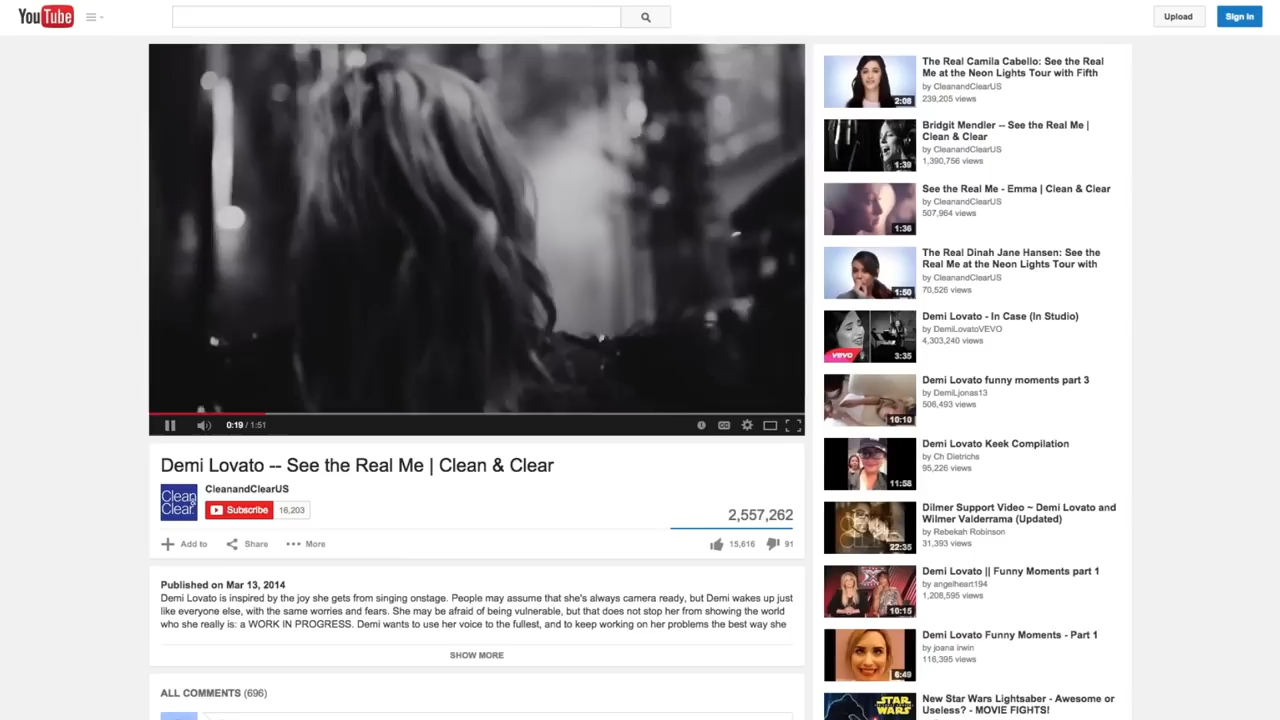 YouTube
Upload
Sign in
0:19 / 1:51
CC
Demi Lovato -- See the Real Me | Clean & Clear
Clean
Clear
CleanandClearUS
Subscribe
16,203
2,557,262
Add to
Share
More
15,616
91
Published on Mar 13, 2014
Demi Lovato is inspired by the joy she gets from singing onstage. People may assume that she's always camera ready, but Demi wakes up just
like everyone else, with the same worries and fears. She may be afraid of being vulnerable, but that does not stop her from showing the world
who she really is: a WORK IN PROGRESS. Demi wants to use her voice to the fullest, and to keep working on her problems the best way she
SHOW MORE
ALL COMMENTS (696)
2:08
The Real Camila Cabello: See the Real
Me at the Neon Lights Tour with Fifth
by CleanandClearUS
239,205 views
1:39
Bridgit Mendler -- See the Real Me |
Clean & Clear
by CleanandClearUS
1,390,756 views
1:36
See the Real Me - Emma | Clean & Clear
by CleanandClearUS
507,964 views
1:50
The Real Dinah Jane Hansen: See the
Real Me at the Neon Lights Tour with
by CleanandClearUS
70,526 views
vevo
3:35
Demi Lovato - In Case (In Studio)
by DemiLovatoVEVO
4,303,240 views
10:10
Demi Lovato funny moments part 3
by DemiLjonas13
506,493 views
11:58
Demi Lovato Keek Compilation
by Ch Dietrichs
95,226 views
22:35
Dilmer Support Video ~ Demi Lovato and
Wilmer Valderrama (Updated)
by Rebekah Robinson
31,393 views
10:15
Demi Lovato || Funny Moments part 1
by angelheart194
1,208,595 views
6:49
Demi Lovato Funny Moments - Part 1
by joana irwin
116,395 views
STAR
WARS
New Star Wars Lightsaber - Awesome or
Useless? - MOVIE FIGHTS!